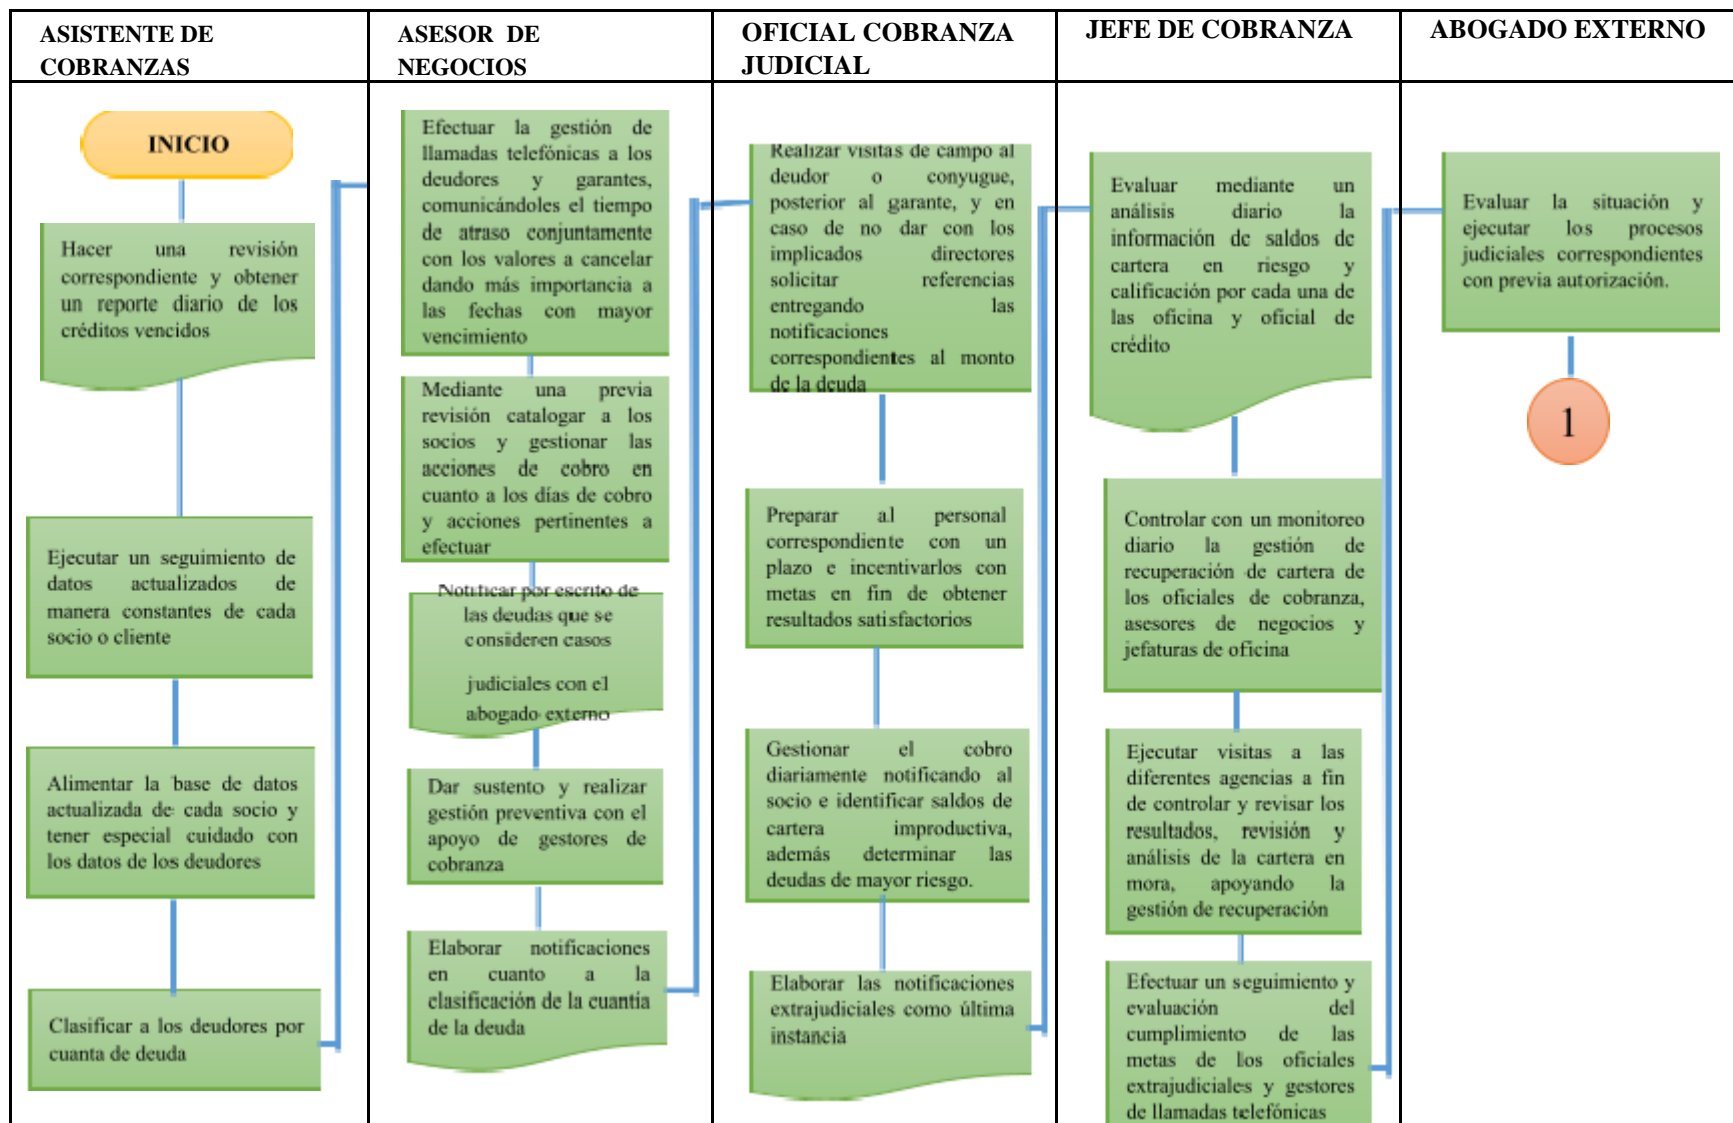 ASISTENTE DE
COBRANZAS
ASESOR DE
NEGOCIOS
OFICIAL COBRANZA
JUDICIAL
JEFE DE COBRANZA
ABOGADO EXTERNO
INICIO
Hacer una revisión
correspondiente y obtener
un reporte diario de los
créditos vencidos
Ejecutar un seguimiento de
datos actualizados de
manera constantes de cada
socio o cliente
Alimentar la base de datos
actualizada de cada socio y
tener especial cuidado con
los datos de los deudores
Clasificar a los deudores por
cuanta de deuda
Efectuar la gestión de
llamadas telefónicas a los
deudores y garantes,
comunicándoles el tiempo
de atraso conjuntamente
con los valores a cancelar
dando más importancia a
las fechas con mayor
vencimiento
Mediante una previa
revisión catalogar a los
socios y gestionar las
acciones de cobro en
cuanto a los días de cobro
y acciones pertinentes a
efectuar
Notificar por escrito de
las deudas que se
consideren casos
judiciales con el
abogado externo
Dar sustento y realizar
gestión preventiva con el
apoyo de gestores de
cobranza
Elaborar notificaciones
en cuanto a la
clasificación de la cuantía
de la deuda
Realizar visitas de campo al
deudor o conyugue,
posterior al garante, y en
caso de no dar con los
implicados directores
solicitar referencias
entregando las
notificaciones
correspondientes al monto
de la deuda
Preparar al personal
correspondiente con un
plazo e incentivarlos con
metas en fin de obtener
resultados satisfactorios
Gestionar el cobro
diariamente notificando al
socio e identificar saldos de
cartera improductiva,
además determinar las
deudas de mayor riesgo.
Elaborar las notificaciones
extrajudiciales como última
instancia
Evaluar mediante un
análisis diario la
información de saldos de
cartera en riesgo y
calificación por cada una de
las oficina y oficial de
crédito
Controlar con un monitoreo
diario la gestión de
recuperación de cartera de
los oficiales de cobranza,
asesores de negocios y
jefaturas de oficina
Ejecutar visitas a las
diferentes agencias a fin
de controlar y revisar los
resultados, revisión y
análisis de la cartera en
mora, apoyando la
gestión de recuperación
Efectuar un seguimiento y
evaluación del
cumplimiento de las
metas de los oficiales
extrajudiciales y gestores
de llamadas telefónicas
Evaluar la situación y
ejecutar los procesos
judiciales correspondientes
con previa autorización.
1